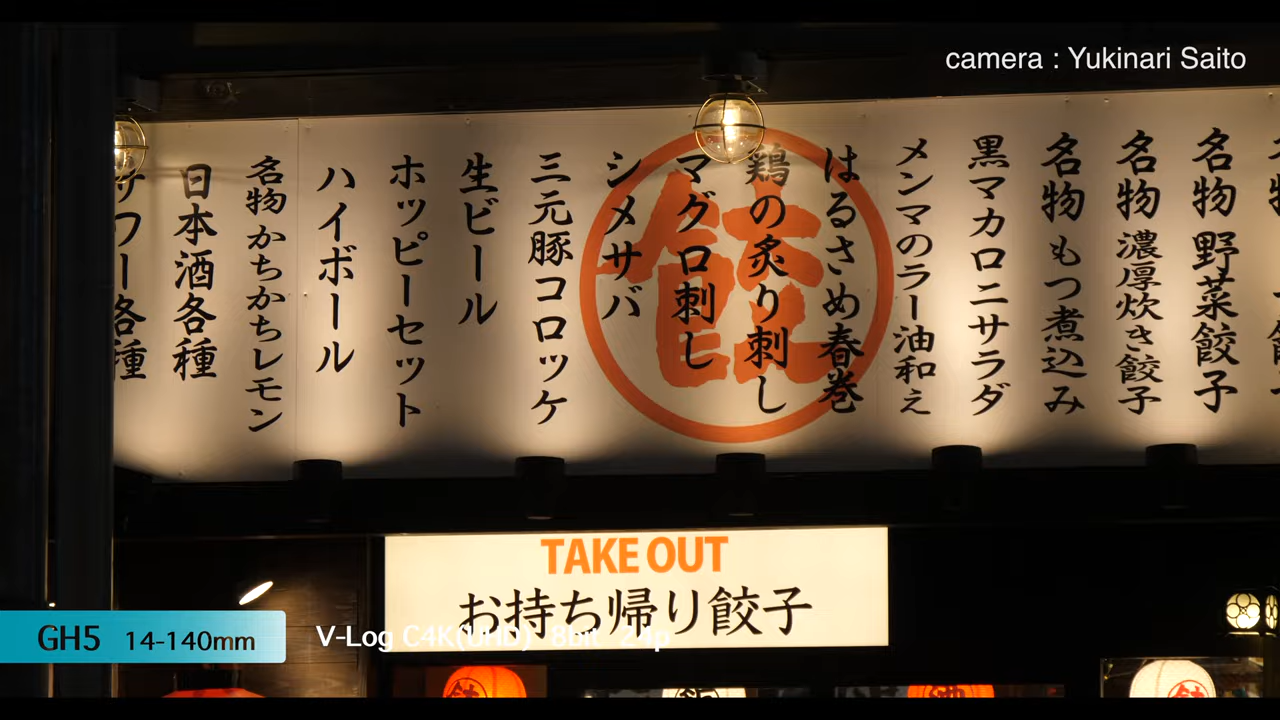 camera : Yukinari Saito
名物 野菜餃子
名物 濃厚炊き餃子
名物 もつ煮込み
黒マカロニサラダ
メンマのラー油和え
はるさめ春巻
鶏の炙り刺し
マグロ刺し
シメサバ
三元豚コロッケ
生ビール
ホッピーセット
ハイボール
名物 かちかちレモン
日本酒各種
サワー各種
餃
TAKE OUT
お持ち帰り餃子
GH5 14-140mm
V-Log C4K(UHD) 8bit 24p